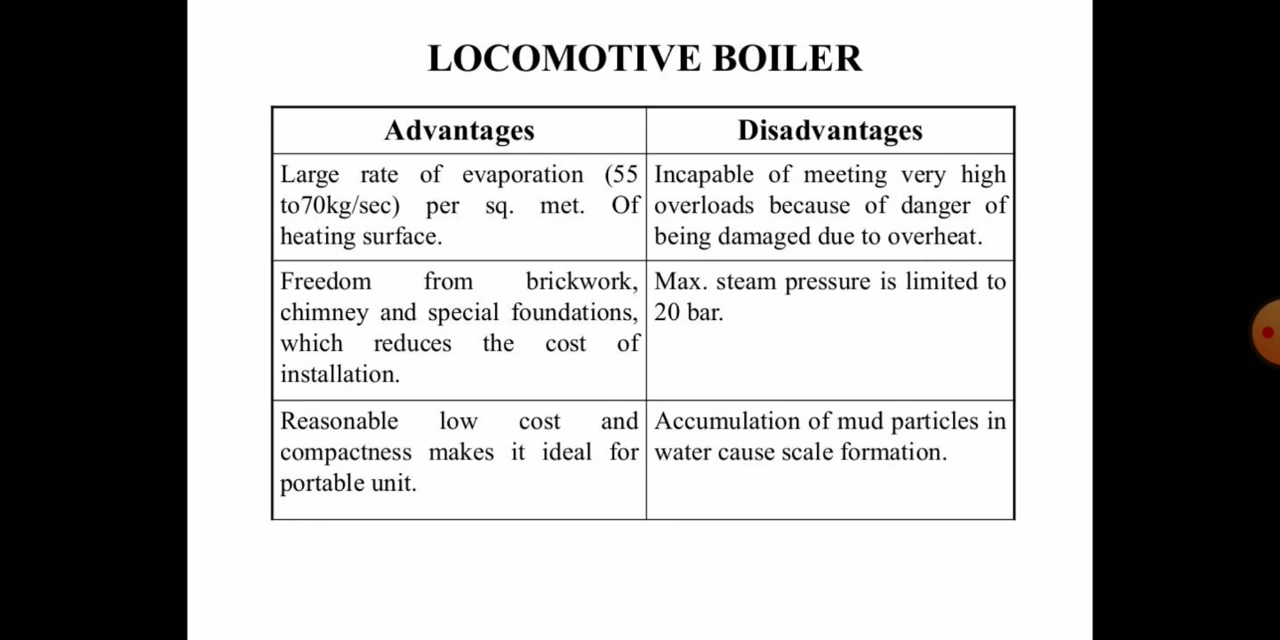 LOCOMOTIVE BOILER
Advantages
Disadvantages
Large rate of evaporation (55
to70kg/sec) per sq. met. Of
heating surface.
Incapable of meeting very high
overloads because of danger of
being damaged due to overheat.
Freedom from brickwork,
chimney and special foundations,
which reduces the cost of
installation.
Max. steam pressure is limited to
20 bar.
Reasonable low cost and
compactness makes it ideal for
portable unit.
Accumulation of mud particles in
water cause scale formation.